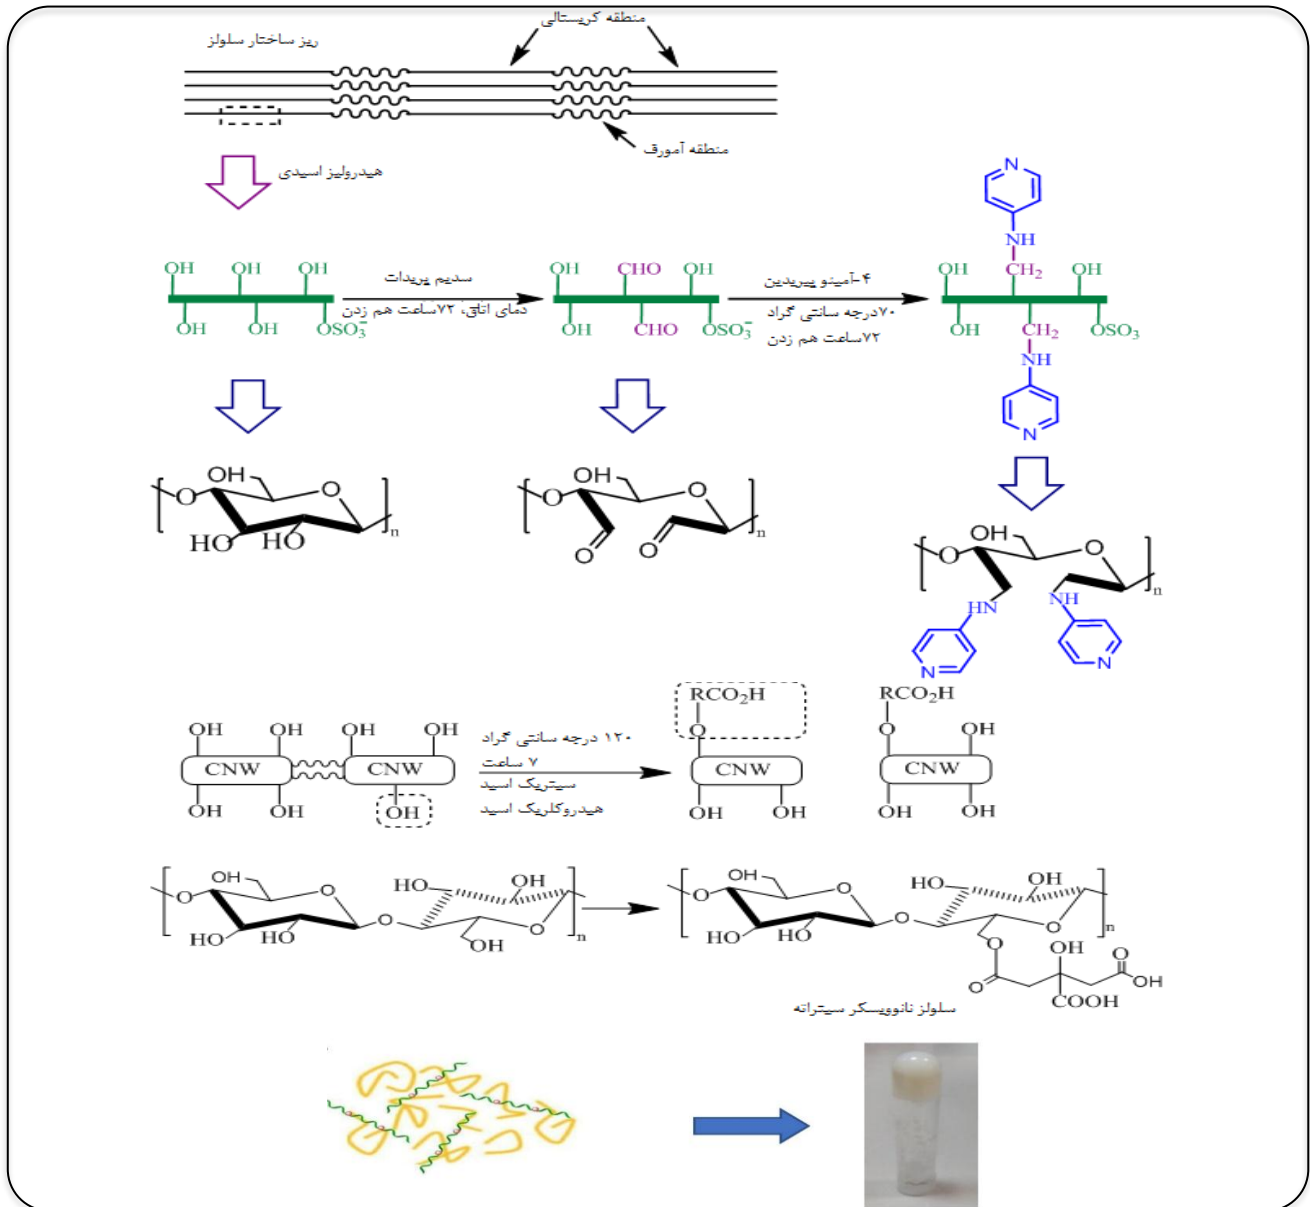 منطقه کریستالی
ریز ساختار سلولز
منطقه آمورف
هیدرولیز اسیدی
N
NH
OH OH OH
سدیم پریدات
OH CHO OH
۴-آمینو پیریدین
OH CH₂ OH
دمای اتاق، ۷۲ساعت هم زدن
۷۰درجه سانتی گراد
OH OH OSO₃⁻
OH CHO OSO₃⁻
OH CH₂ OSO₃
۷۲ساعت هم زدن
NH
N
OH O
O
HO HO
n
OH O
O
O O
n
OH O
O
n
HN NH
N N
RCO₂H RCO₂H
O O
OH OH OH OH
OH
۱۲۰ درجه سانتی گراد
CNW CNW
۷ ساعت
CNW CNW
سیتریک اسید
OH OH OH
هیدروکلریک اسید
OH OH OH OH
OH O HO OH
O O O
HO HO OH
n
OH O HO OH
O O O
HO HO
n
O OH O
O OH
COOH
سلولز نانوویسکر سیتراته